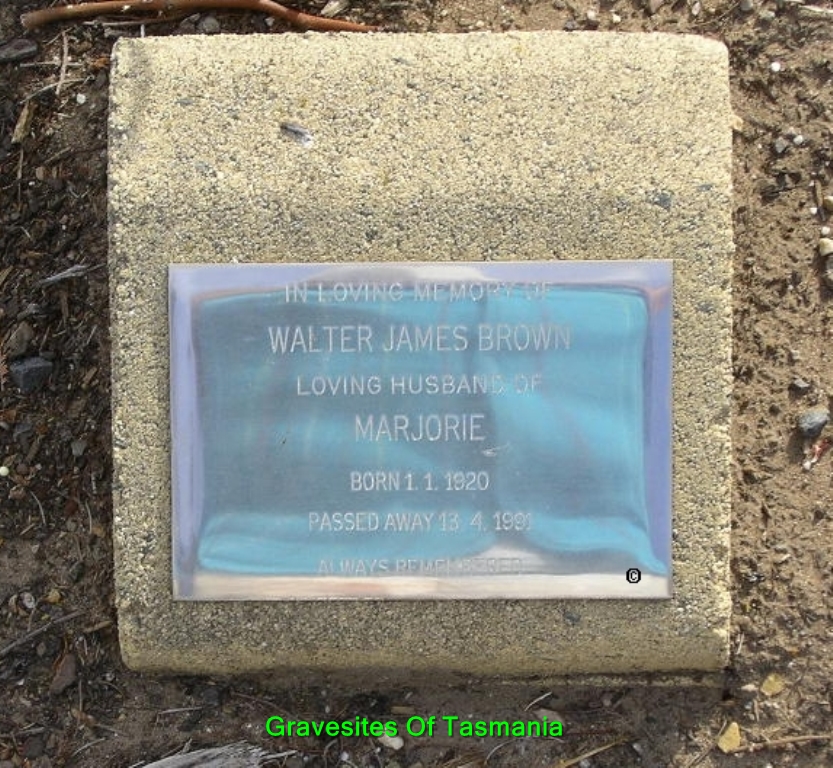 IN LOVING MEMORY OF
WALTER JAMES BROWN
LOVING HUSBAND OF
MARJORIE
BORN 1. 1. 1920
PASSED AWAY 13 4. 1991
ALWAYS REMEMBERED
©
Gravesites Of Tasmania